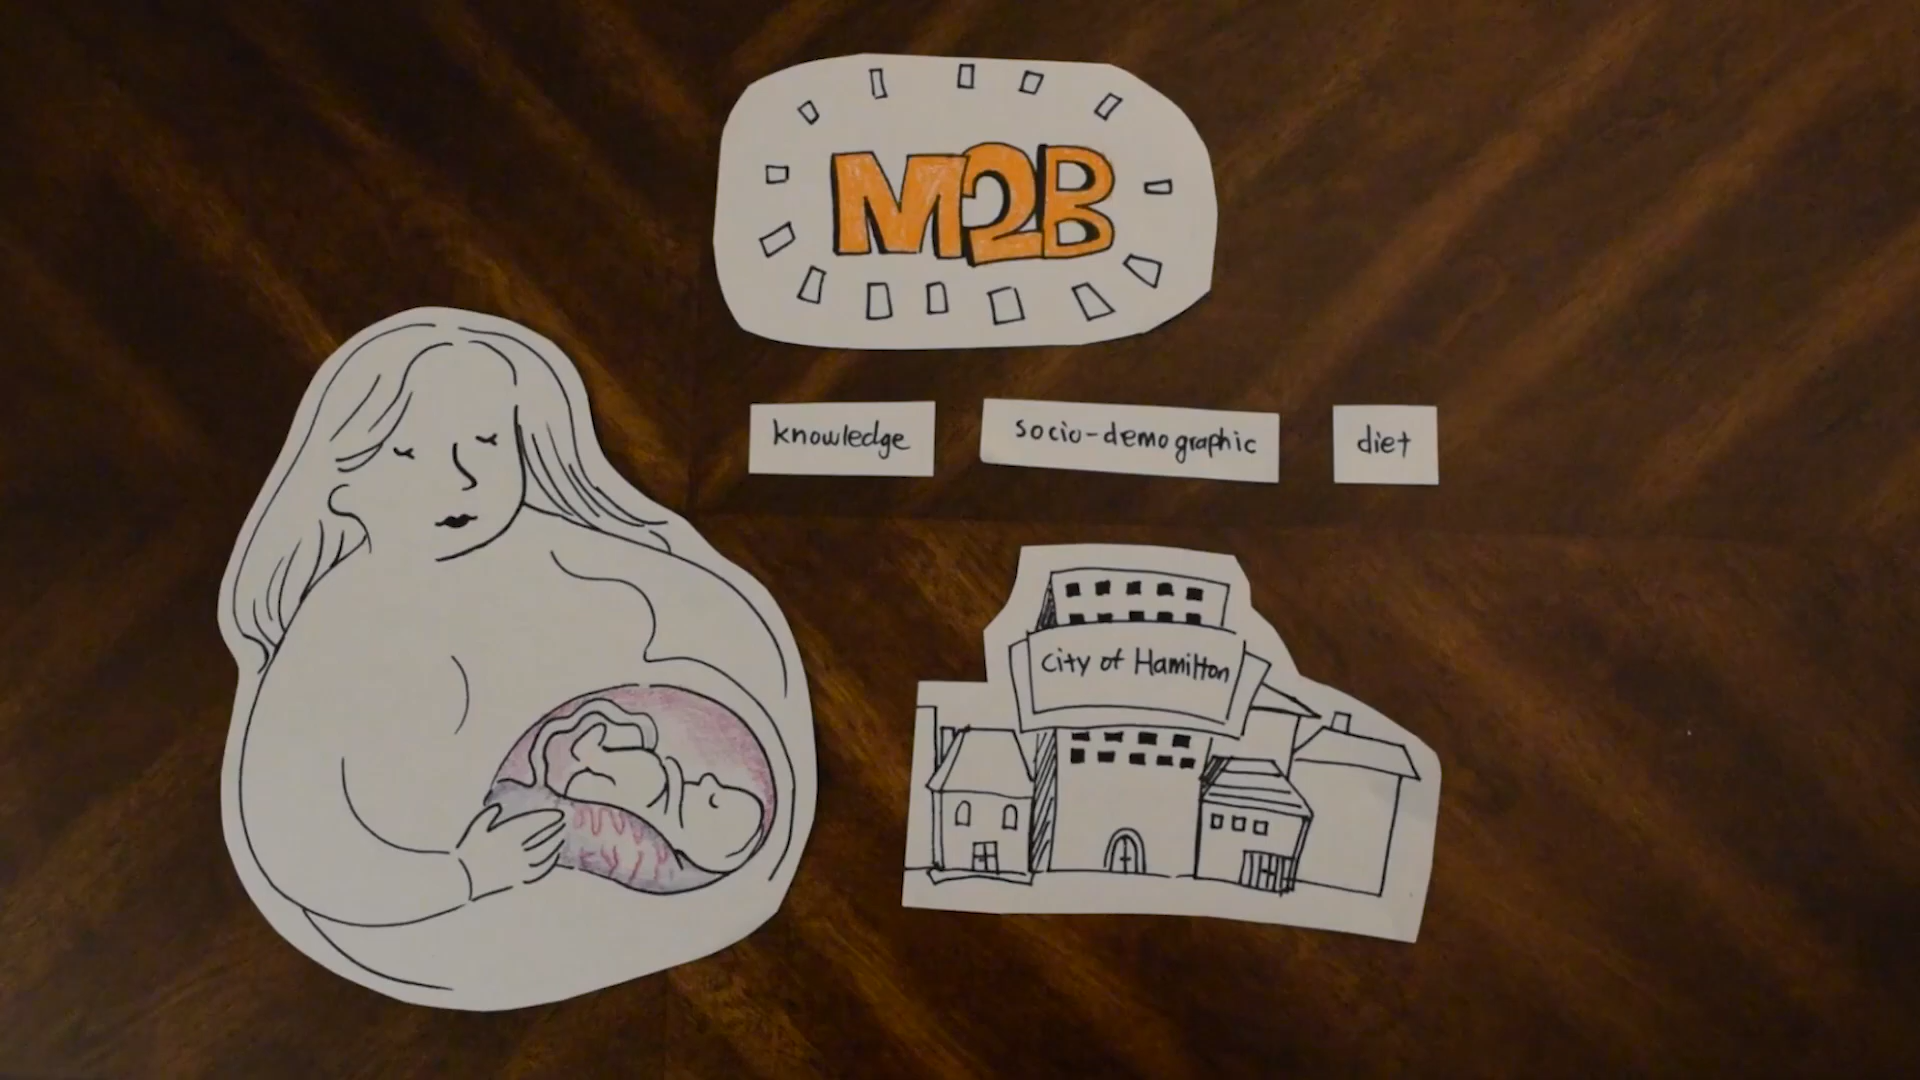 M2B
knowledge
socio-demographic
diet
City of Hamilton